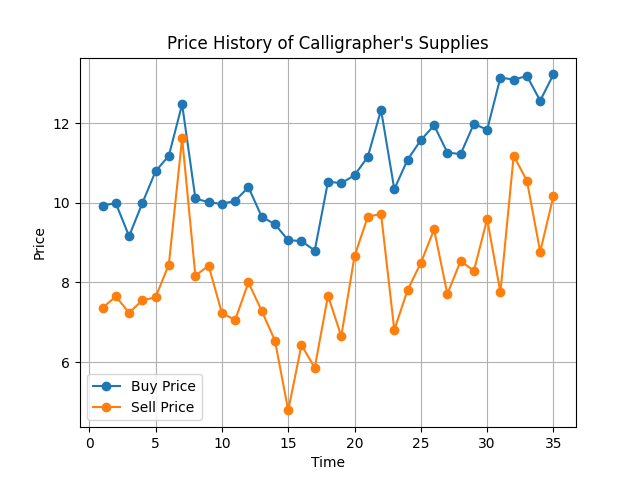 Price History of Calligrapher's Supplies
Price
12
10
8
6
Buy Price
Sell Price
0 5 10 15 20 25 30 35
Time